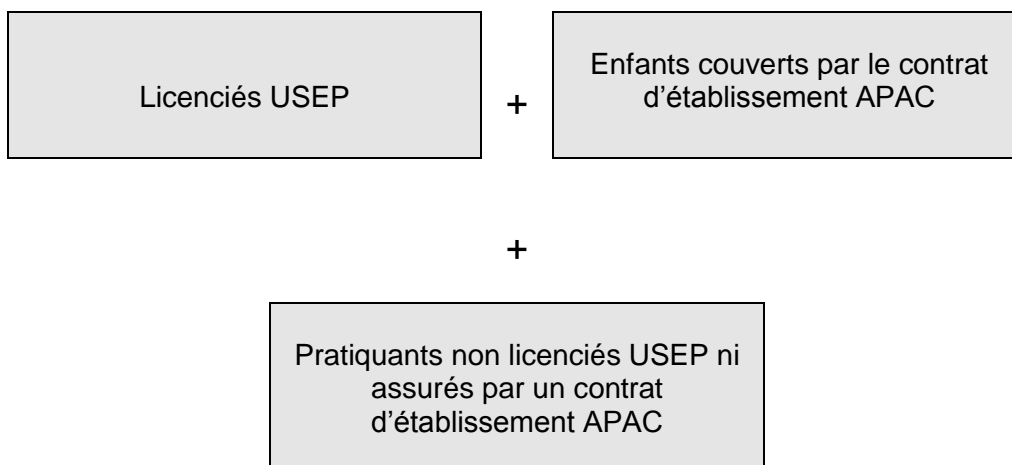 Licenciés USEP
+
Enfants couverts par le contrat
d'établissement APAC
+
Pratiquants non licenciés USEP ni
assurés par un contrat
d'établissement APAC